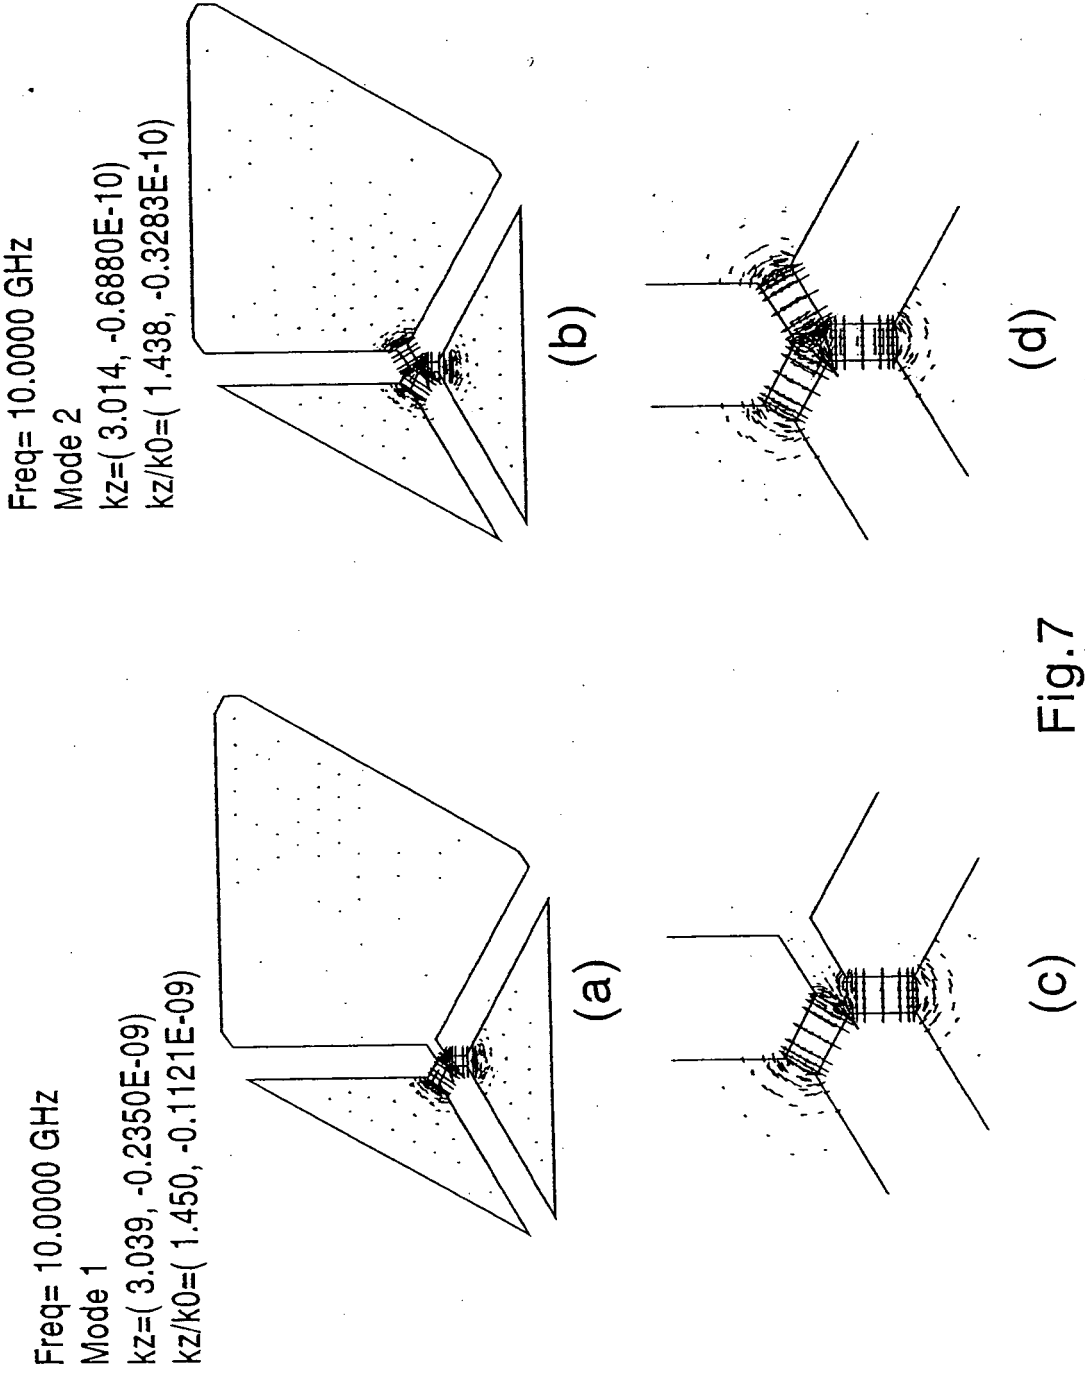 Freq= 10.0000 GHz
Mode 1
kz=( 3.039, -0.2350E-09)
kz/k0=( 1.450, -0.1121E-09)
(a)
(c)
Freq= 10.0000 GHz
Mode 2
kz=( 3.014, -0.6880E-10)
kz/k0=( 1.438, -0.3283E-10)
(b)
(d)
Fig.7